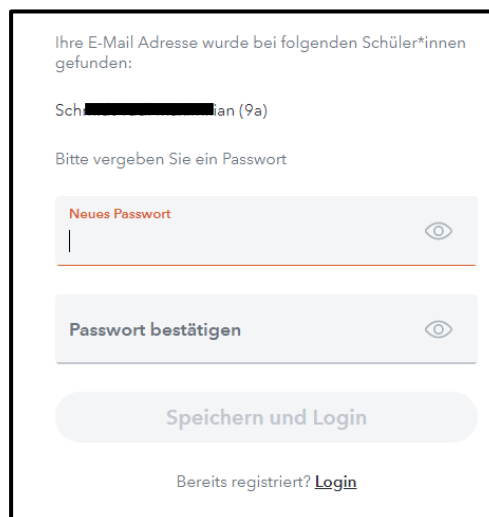 Ihre E-Mail Adresse wurde bei folgenden Schüler*innen
gefunden:
Sch ian (9a)
Bitte vergeben Sie ein Passwort
Neues Passwort
Passwort bestätigen
Speichern und Login
Bereits registriert? Login